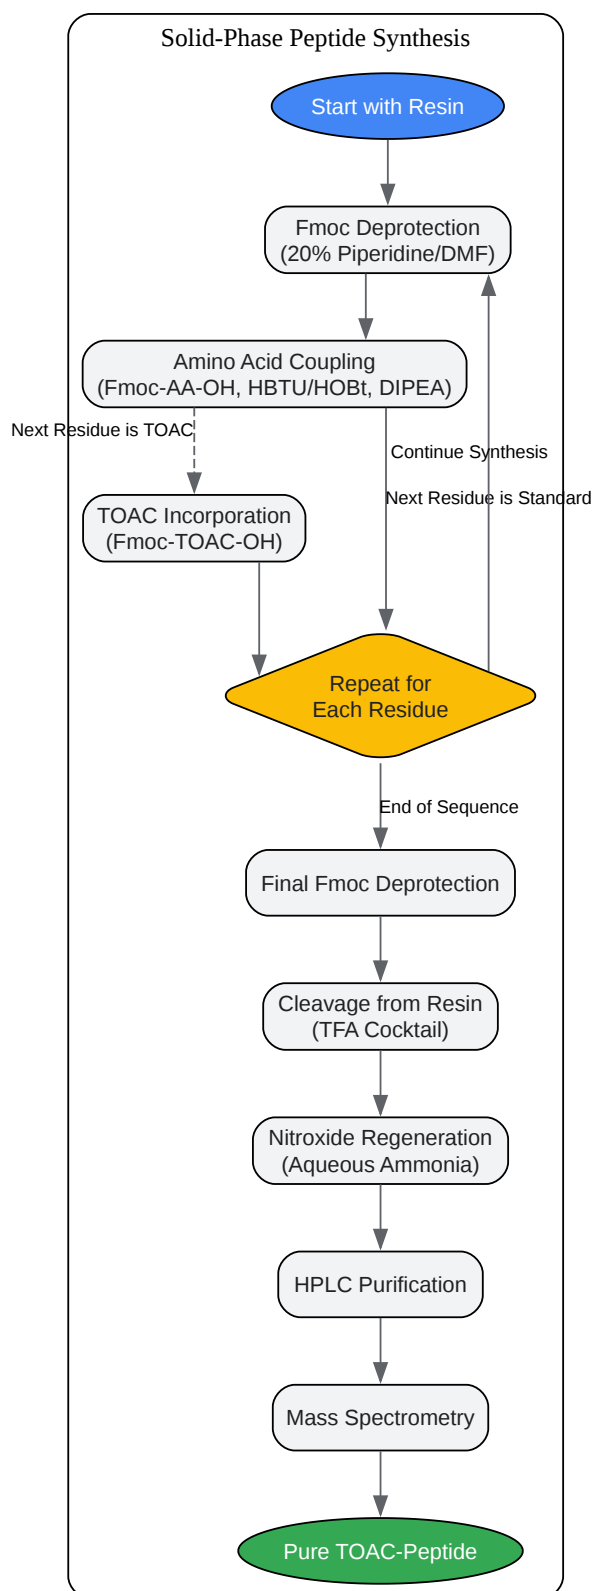 Solid-Phase Peptide Synthesis
Start with Resin
Fmoc Deprotection
(20% Piperidine/DMF)
Amino Acid Coupling
(Fmoc-AA-OH, HBTU/HOBt, DIPEA)
Next Residue is TOAC
Continue Synthesis
Next Residue is Standard
TOAC Incorporation
(Fmoc-TOAC-OH)
Repeat for
Each Residue
End of Sequence
Final Fmoc Deprotection
Cleavage from Resin
(TFA Cocktail)
Nitroxide Regeneration
(Aqueous Ammonia)
HPLC Purification
Mass Spectrometry
Pure TOAC-Peptide